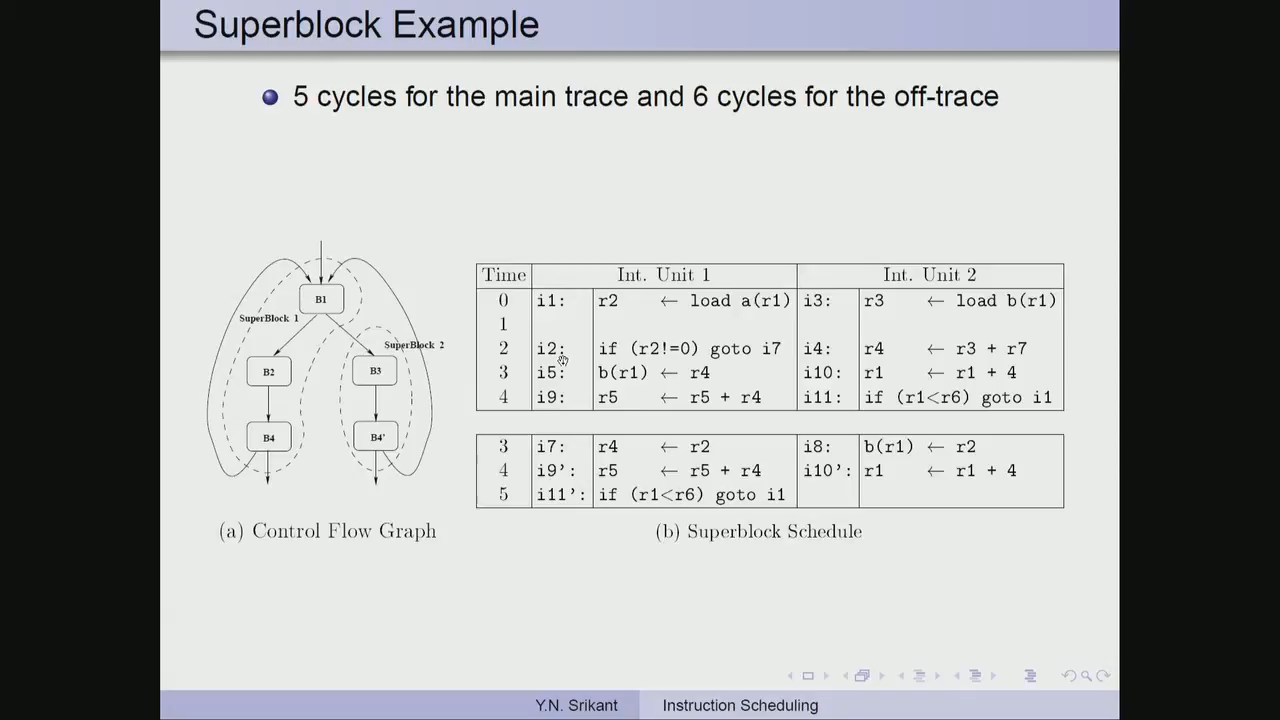 Superblock Example
5 cycles for the main trace and 6 cycles for the off-trace
B1
SuperBlock 1
SuperBlock 2
B2
B3
B4
B4'
(a) Control Flow Graph
Time Int. Unit 1 Int. Unit 2
0 i1: r2 ← load a(r1) i3: r3 ← load b(r1)
1
2 i2: if (r2!=0) goto i7 i4: r4 ← r3 + r7
3 i5: b(r1) ← r4 i10: r1 ← r1 + 4
4 i9: r5 ← r5 + r4 i11: if (r1<r6) goto i1
3 i7: r4 ← r2 i8: b(r1) ← r2
4 i9': r5 ← r5 + r4 i10': r1 ← r1 + 4
5 i11': if (r1<r6) goto i1
(b) Superblock Schedule
Y.N. Srikant Instruction Scheduling